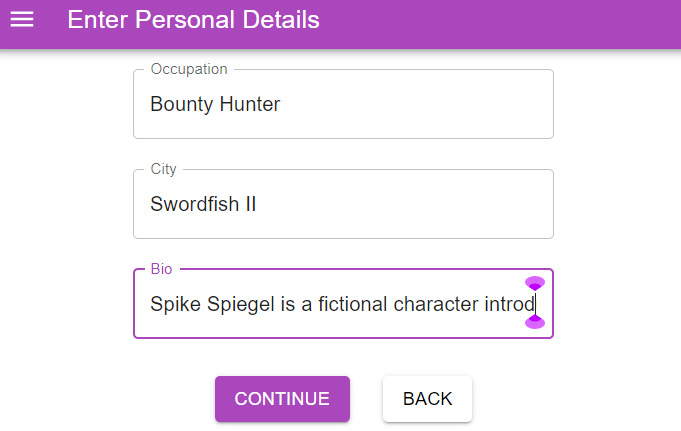 Enter Personal Details
Occupation
Bounty Hunter
City
Swordfish II
Bio
Spike Spiegel is a fictional character introd
CONTINUE
BACK